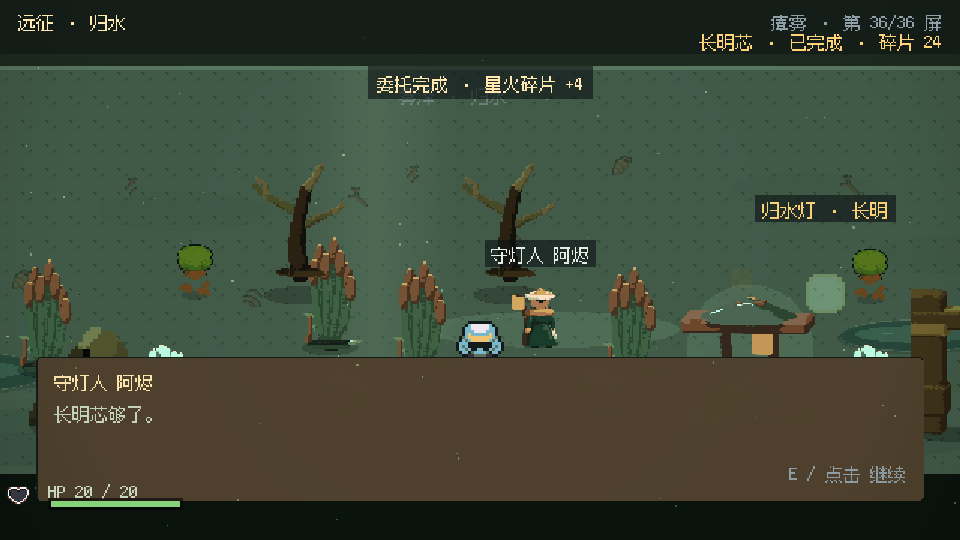 远征 · 归水
瘴雾 · 第 36/36 屏
长明芯 · 已完成 · 碎片 24
委托完成 · 星火碎片 +4
归水灯 · 长明
守灯人 阿烬
守灯人 阿烬
长明芯够了。
E / 点击 继续
HP 20 / 20